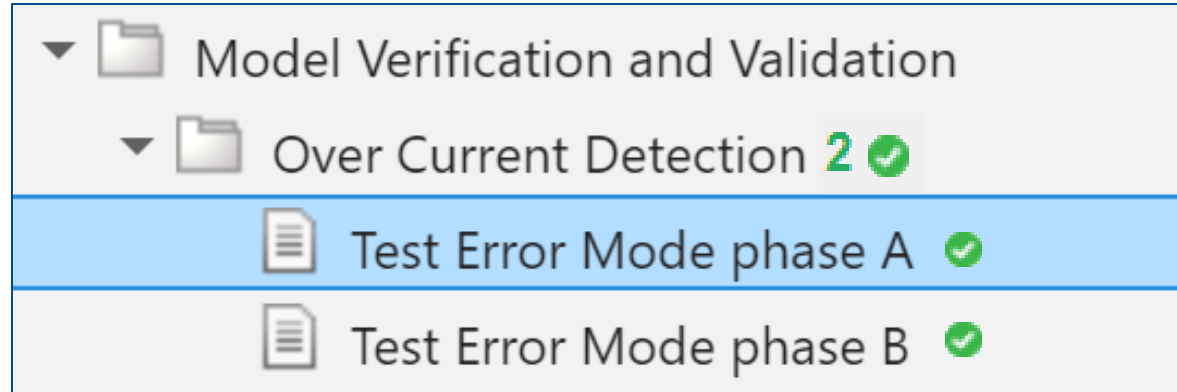 Model Verification and Validation
Over Current Detection 2
Test Error Mode phase A
Test Error Mode phase B